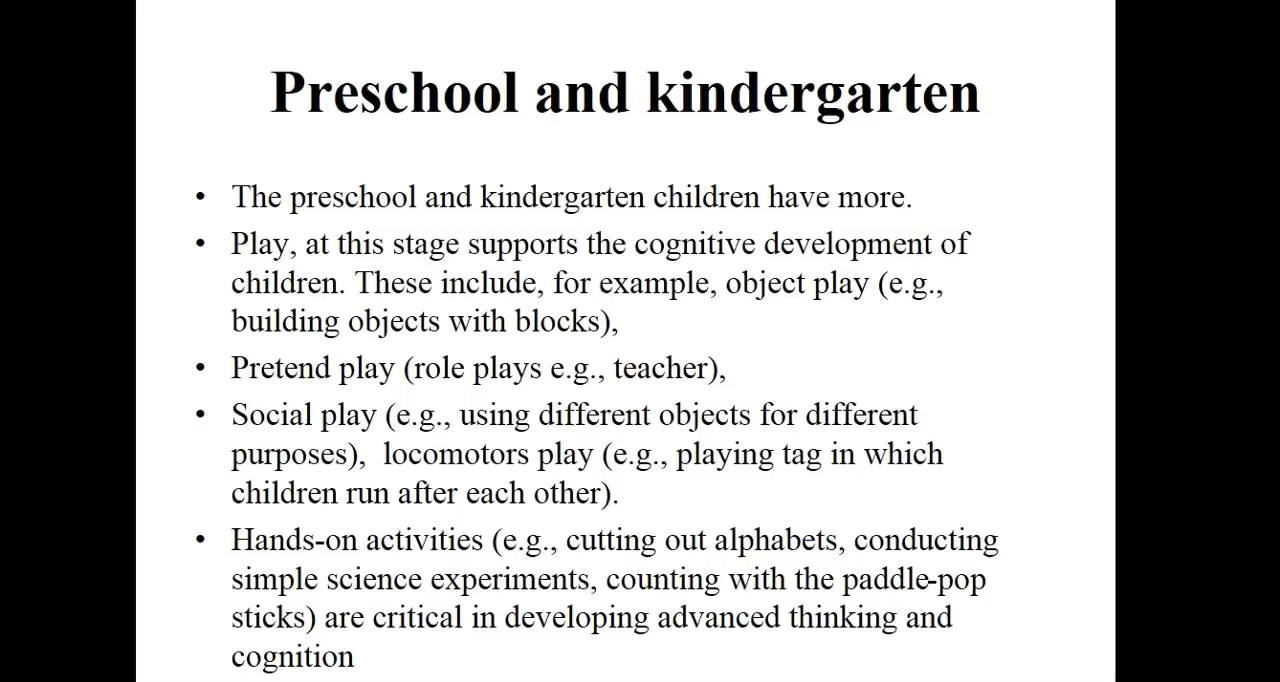 Preschool and kindergarten
• The preschool and kindergarten children have more.
• Play, at this stage supports the cognitive development of
children. These include, for example, object play (e.g.,
building objects with blocks),
• Pretend play (role plays e.g., teacher),
• Social play (e.g., using different objects for different
purposes),  locomotors play (e.g., playing tag in which
children run after each other).
• Hands-on activities (e.g., cutting out alphabets, conducting
simple science experiments, counting with the paddle-pop
sticks) are critical in developing advanced thinking and
cognition